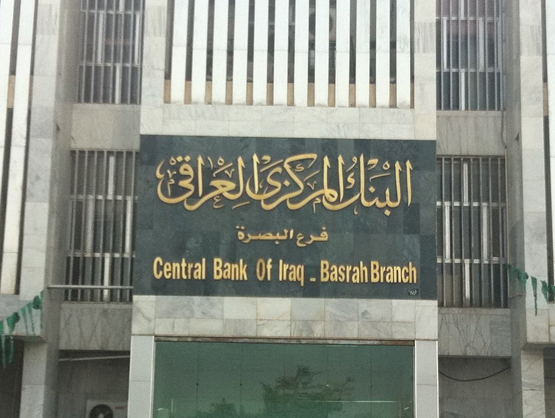 البنك المركزي العراقي
فرع البصرة
Central Bank Of Iraq _ Basrah Branch